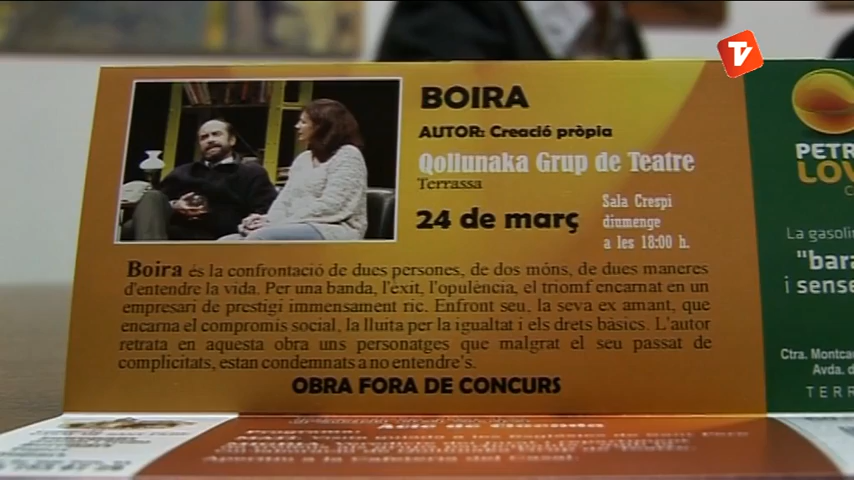 TV
BOIRA
AUTOR: Creació pròpia
Qollunaka Grup de Teatre
Terrassa
24 de març
Sala Crespi
diumenge
a les 18:00 h.
Boira és la confrontació de dues persones, de dos móns, de dues maneres
d'entendre la vida. Per una banda, l'èxit, l'opulència, el triomf encarnat en un
empresari de prestigi immensament ric. Enfront seu, la seva ex amant, que
encarna el compromís social, la lluita per la igualtat i els drets bàsics. L'autor
retrata en aquesta obra uns personatges que malgrat el seu passat de
complicitats, estan condemnats a no entendre's.
OBRA FORA DE CONCURS
PETR
LOV
La gasolin
"bara
i sense
Ctra. Montcad
Avda. d
TERR